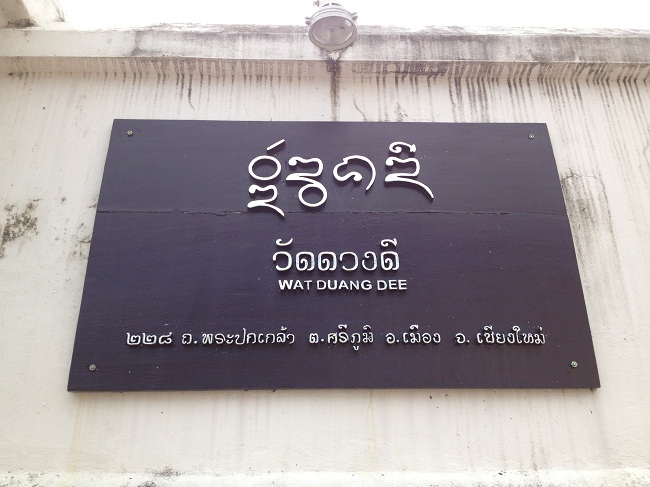 วัดดวงดี
WAT DUANG DEE
๒๒๘ ถ.พระปกเกล้า ต.ศรีภูมิ อ.เมือง จ.เชียงใหม่